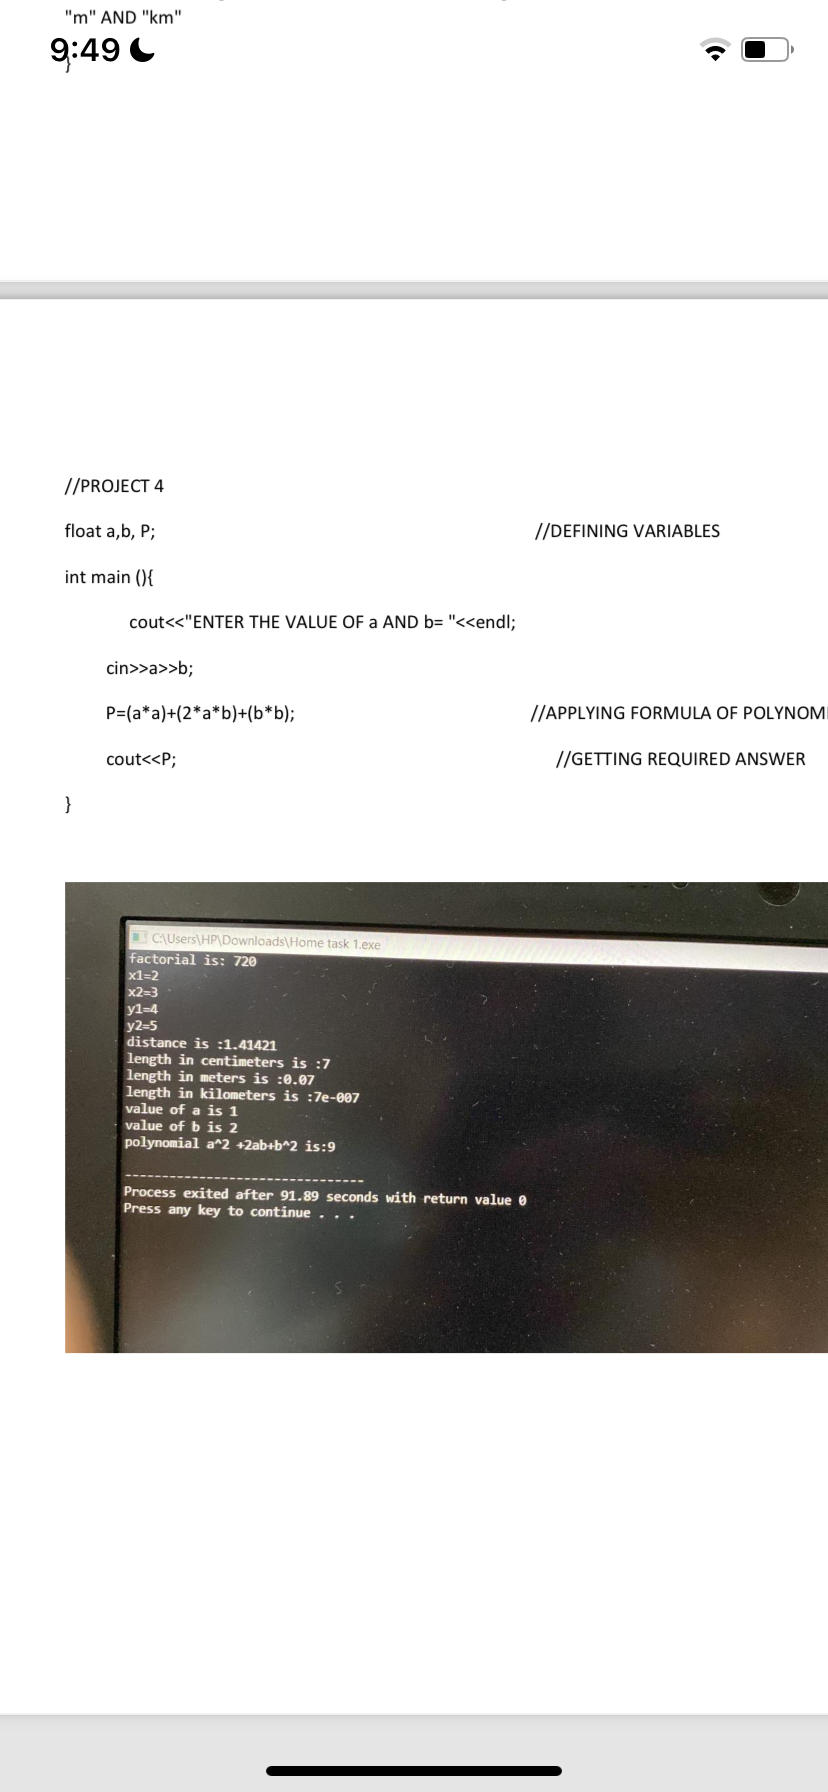 "m" AND "km"
9:49
}
//PROJECT 4
float a,b, P; //DEFINING VARIABLES
int main (){
cout<<"ENTER THE VALUE OF a AND b= "<<endl;
cin>>a>>b;
P=(a*a)+(2*a*b)+(b*b); //APPLYING FORMULA OF POLYNOMI
cout<<P; //GETTING REQUIRED ANSWER
}
C:\Users\HP\Downloads\Home task 1.exe
factorial is: 720
x1=2
x2=3
y1=4
y2=5
distance is :1.41421
length in centimeters is :7
length in meters is :0.07
length in kilometers is :7e-007
value of a is 1
value of b is 2
polynomial a^2 +2ab+b^2 is:9
--------------------------------
Process exited after 91.89 seconds with return value 0
Press any key to continue . . .